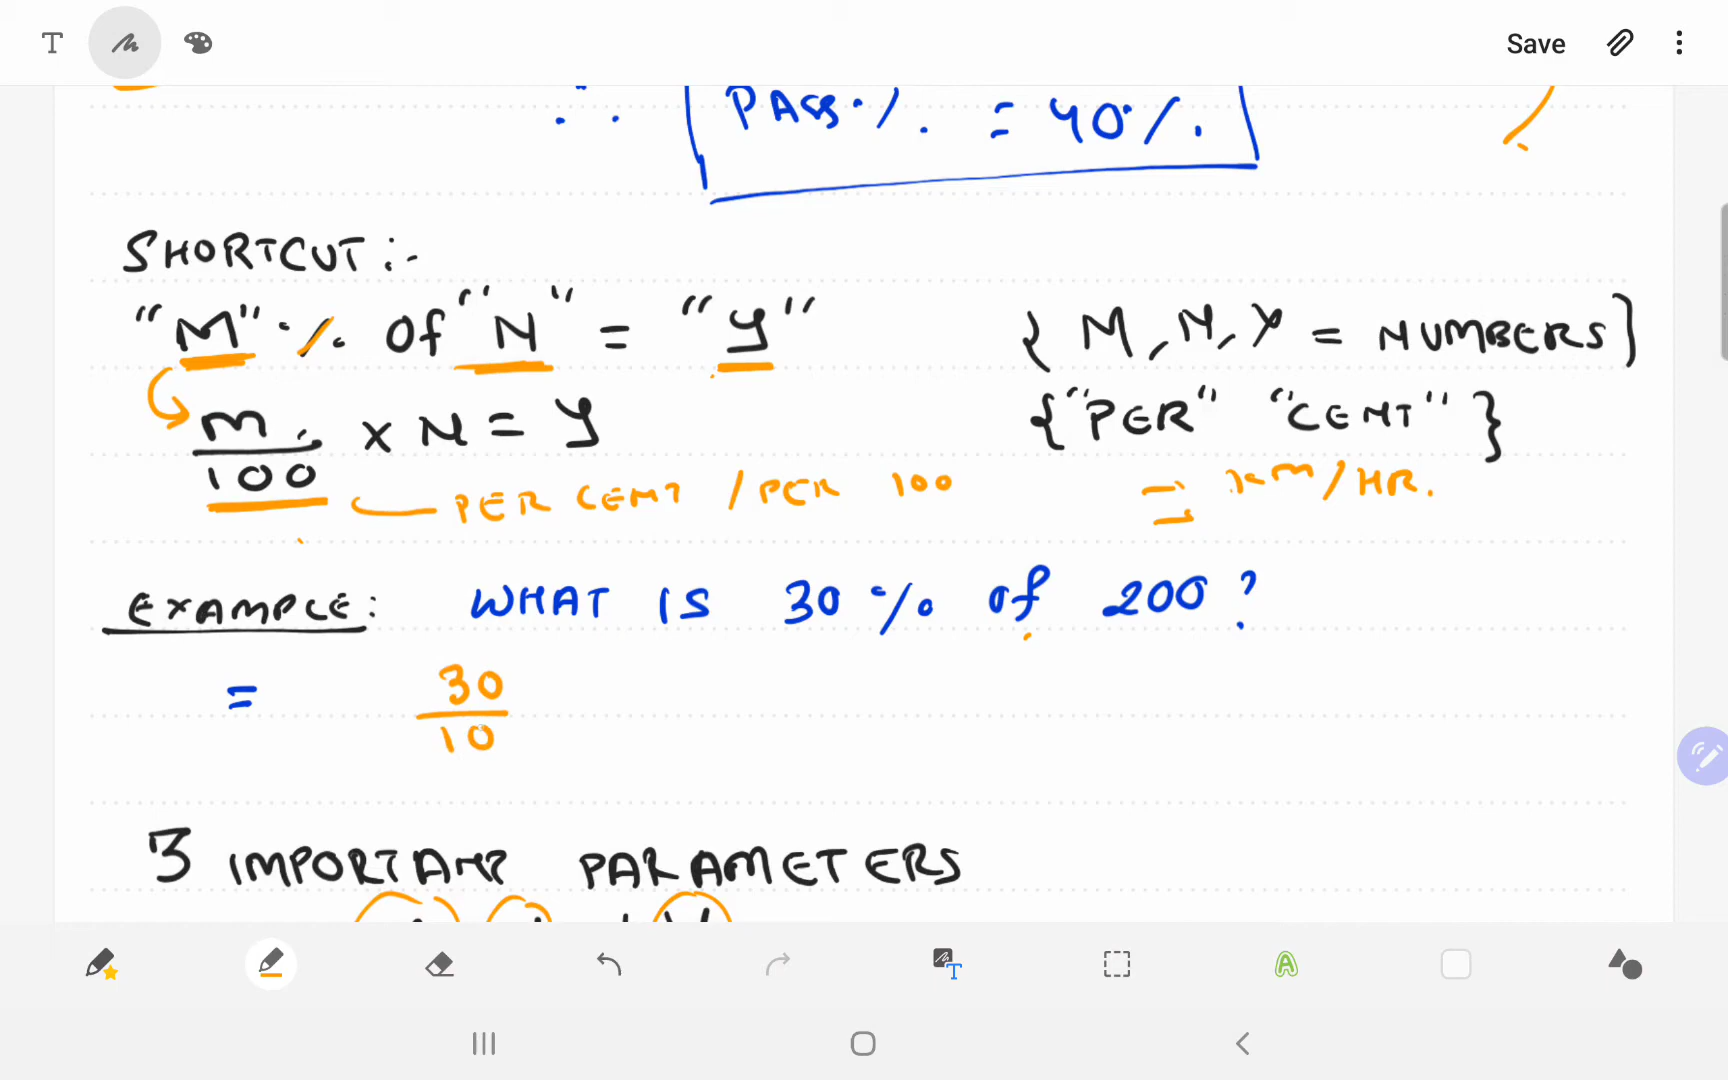 T Save
∴ PASS % = 40 %
SHORTCUT :-
"M" % of "N" = "Y" { M, N, Y = NUMBERS }
m/100 x N = Y {"PER" "CENT"}
PER CENT / PER 100 = KM/HR.
EXAMPLE: WHAT IS 30 % of 200 ?
= 30/10
3 IMPORTANT PARAMETERS